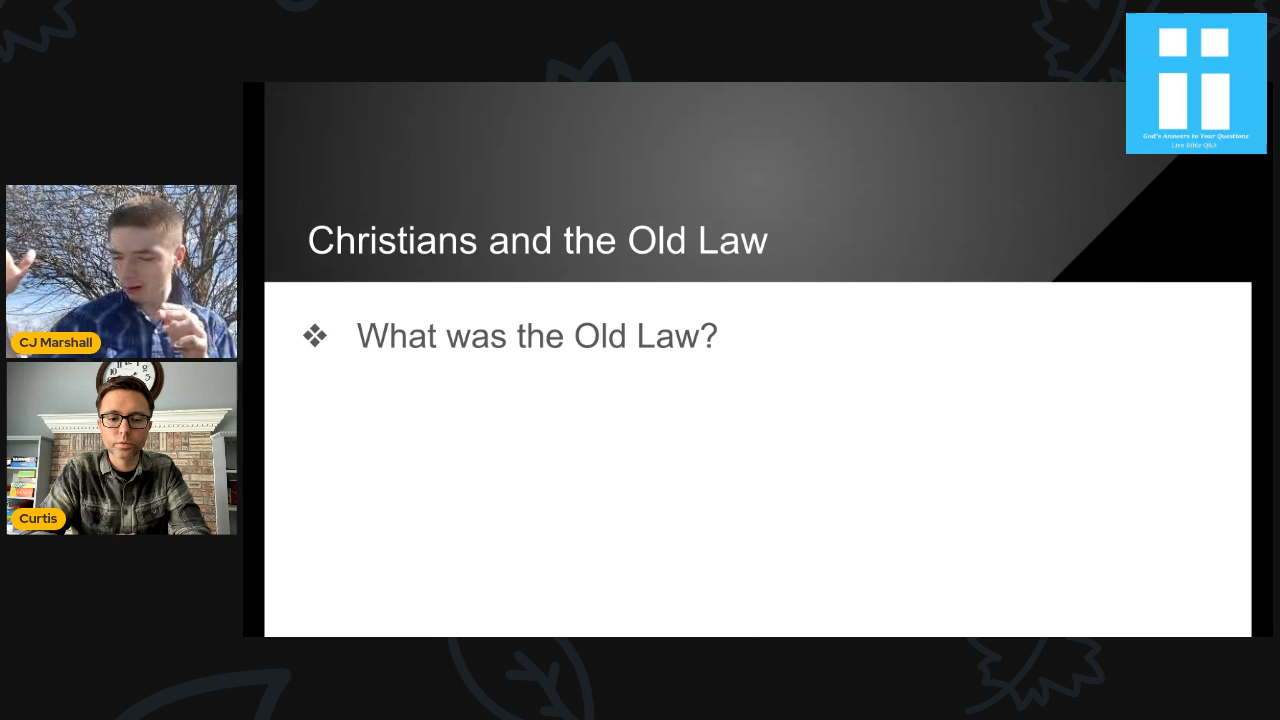 God's Answers to Your Questions
Live Bible Q&A
Christians and the Old Law
❖ What was the Old Law?
CJ Marshall
Curtis